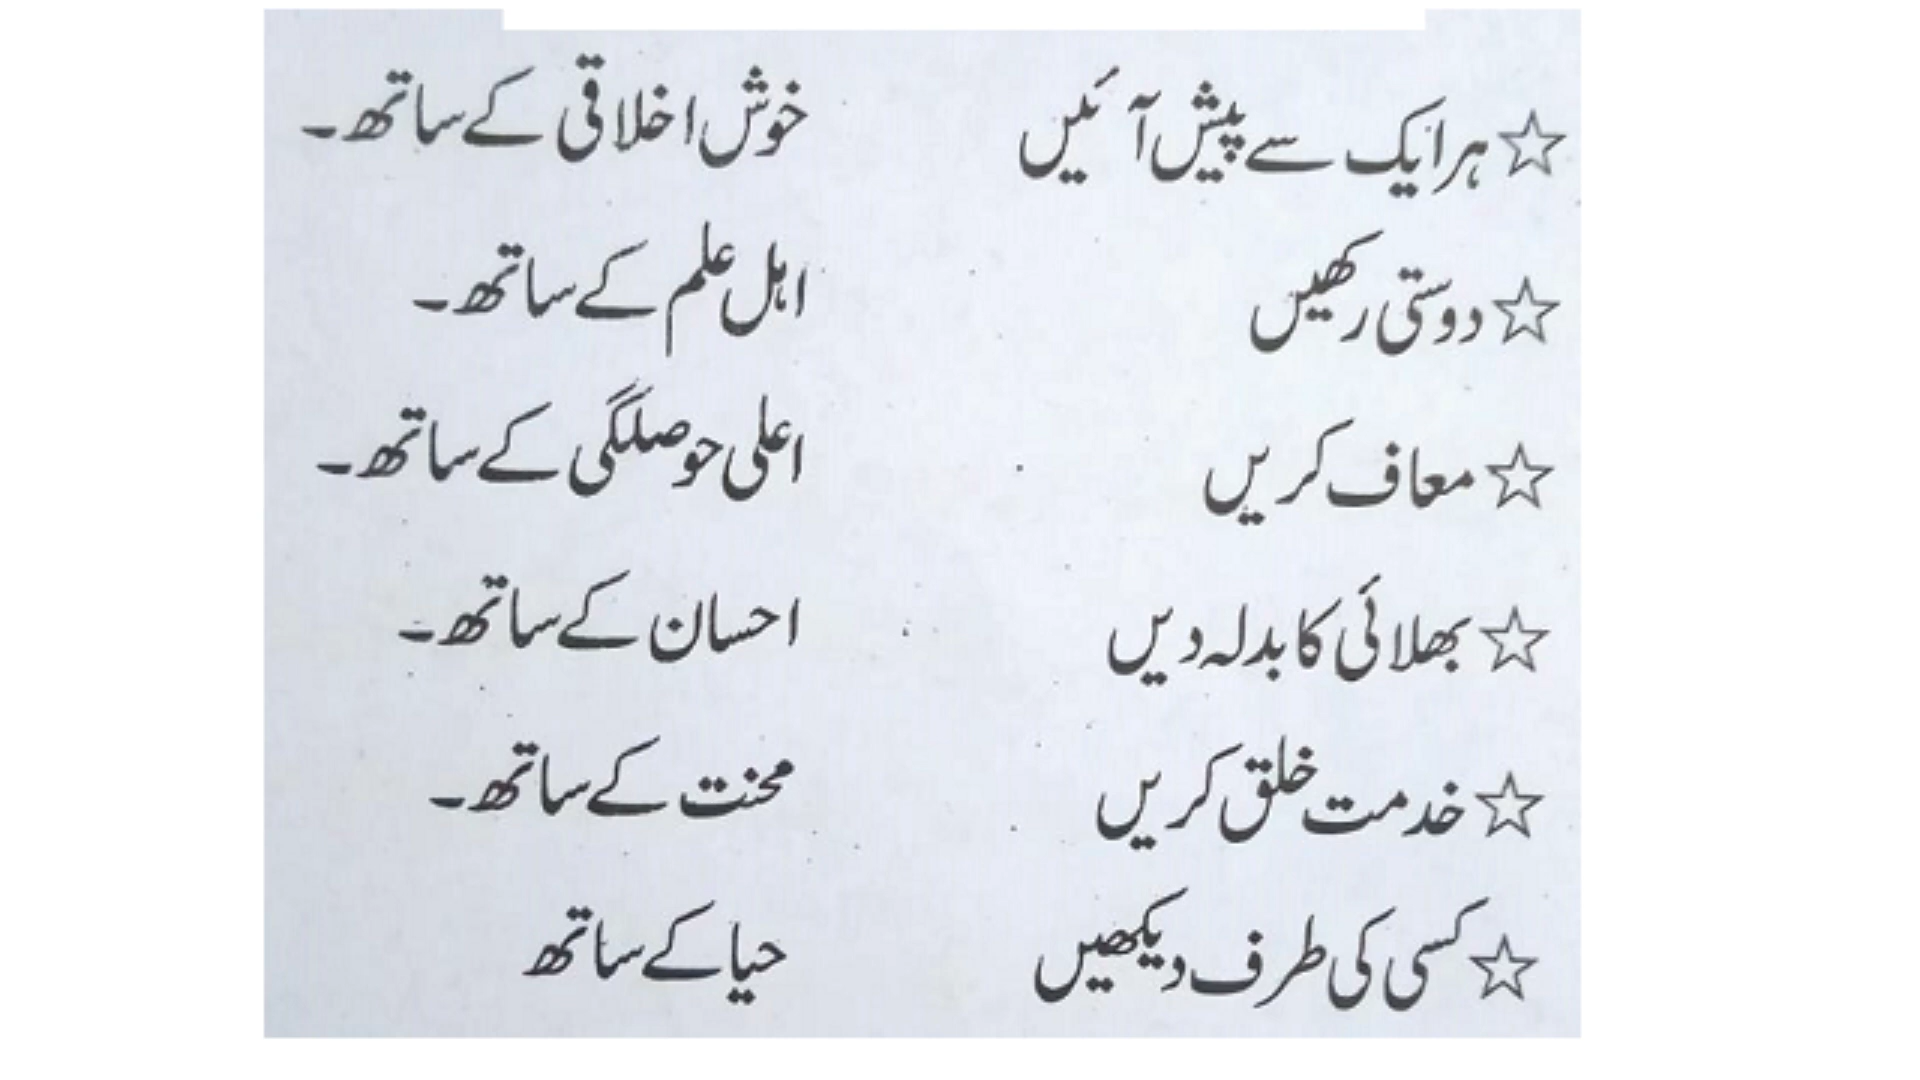 ☆ ہر ایک سے پیش آئیں خوش اخلاقی کے ساتھ۔
☆ دوستی رکھیں اہل علم کے ساتھ۔
☆ معاف کریں اعلی حوصلگی کے ساتھ۔
☆ بھلائی کا بدلہ دیں احسان کے ساتھ۔
☆ خدمت خلق کریں محنت کے ساتھ۔
☆ کسی کی طرف دیکھیں حیا کے ساتھ